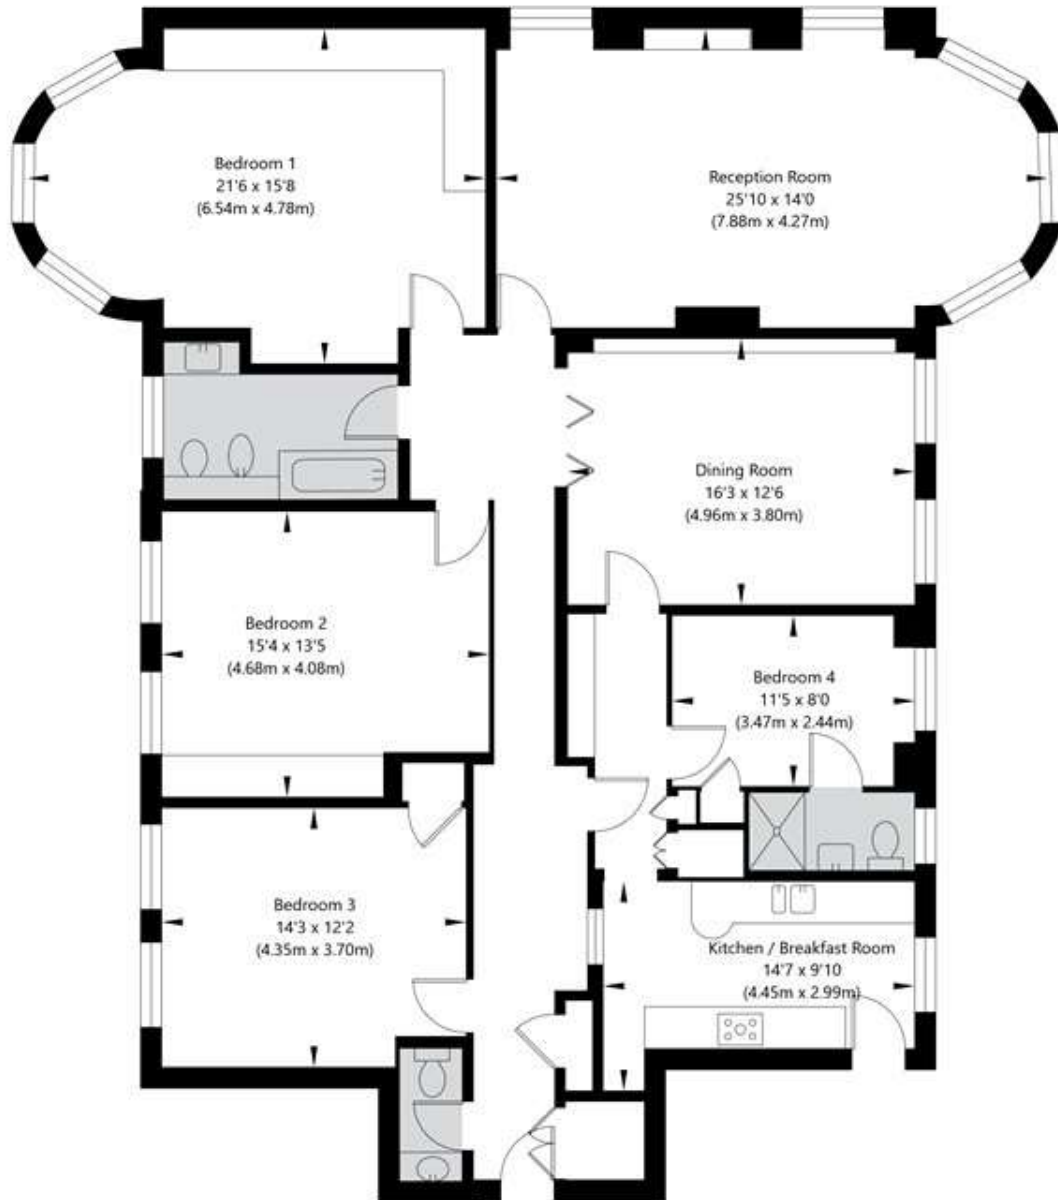 Bedroom 1
21'6 x 15'8
(6.54m x 4.78m)
Reception Room
25'10 x 14'0
(7.88m x 4.27m)
Dining Room
16'3 x 12'6
(4.96m x 3.80m)
Bedroom 2
15'4 x 13'5
(4.68m x 4.08m)
Bedroom 4
11'5 x 8'0
(3.47m x 2.44m)
Bedroom 3
14'3 x 12'2
(4.35m x 3.70m)
Kitchen / Breakfast Room
14'7 x 9'10
(4.45m x 2.99m)